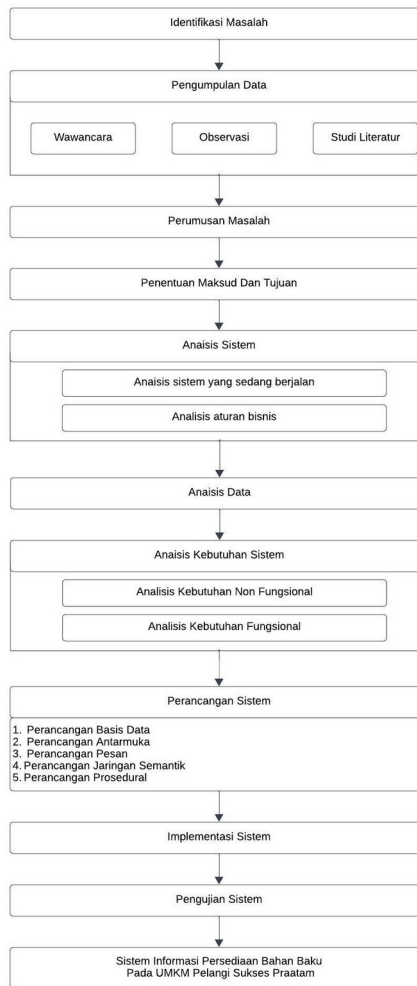 Identifikasi Masalah
Pengumpulan Data
Wawancara
Observasi
Studi Literatur
Perumusan Masalah
Penentuan Maksud Dan Tujuan
Anaisis Sistem
Anaisis sistem yang sedang berjalan
Analisis aturan bisnis
Anaisis Data
Anaisis Kebutuhan Sistem
Analisis Kebutuhan Non Fungsional
Analisis Kebutuhan Fungsional
Perancangan Sistem
1. Perancangan Basis Data
2. Perancangan Antarmuka
3. Perancangan Pesan
4. Perancangan Jaringan Semantik
5. Perancangan Prosedural
Implementasi Sistem
Pengujian Sistem
Sistem Informasi Persediaan Bahan Baku
Pada UMKM Pelangi Sukses Praatam